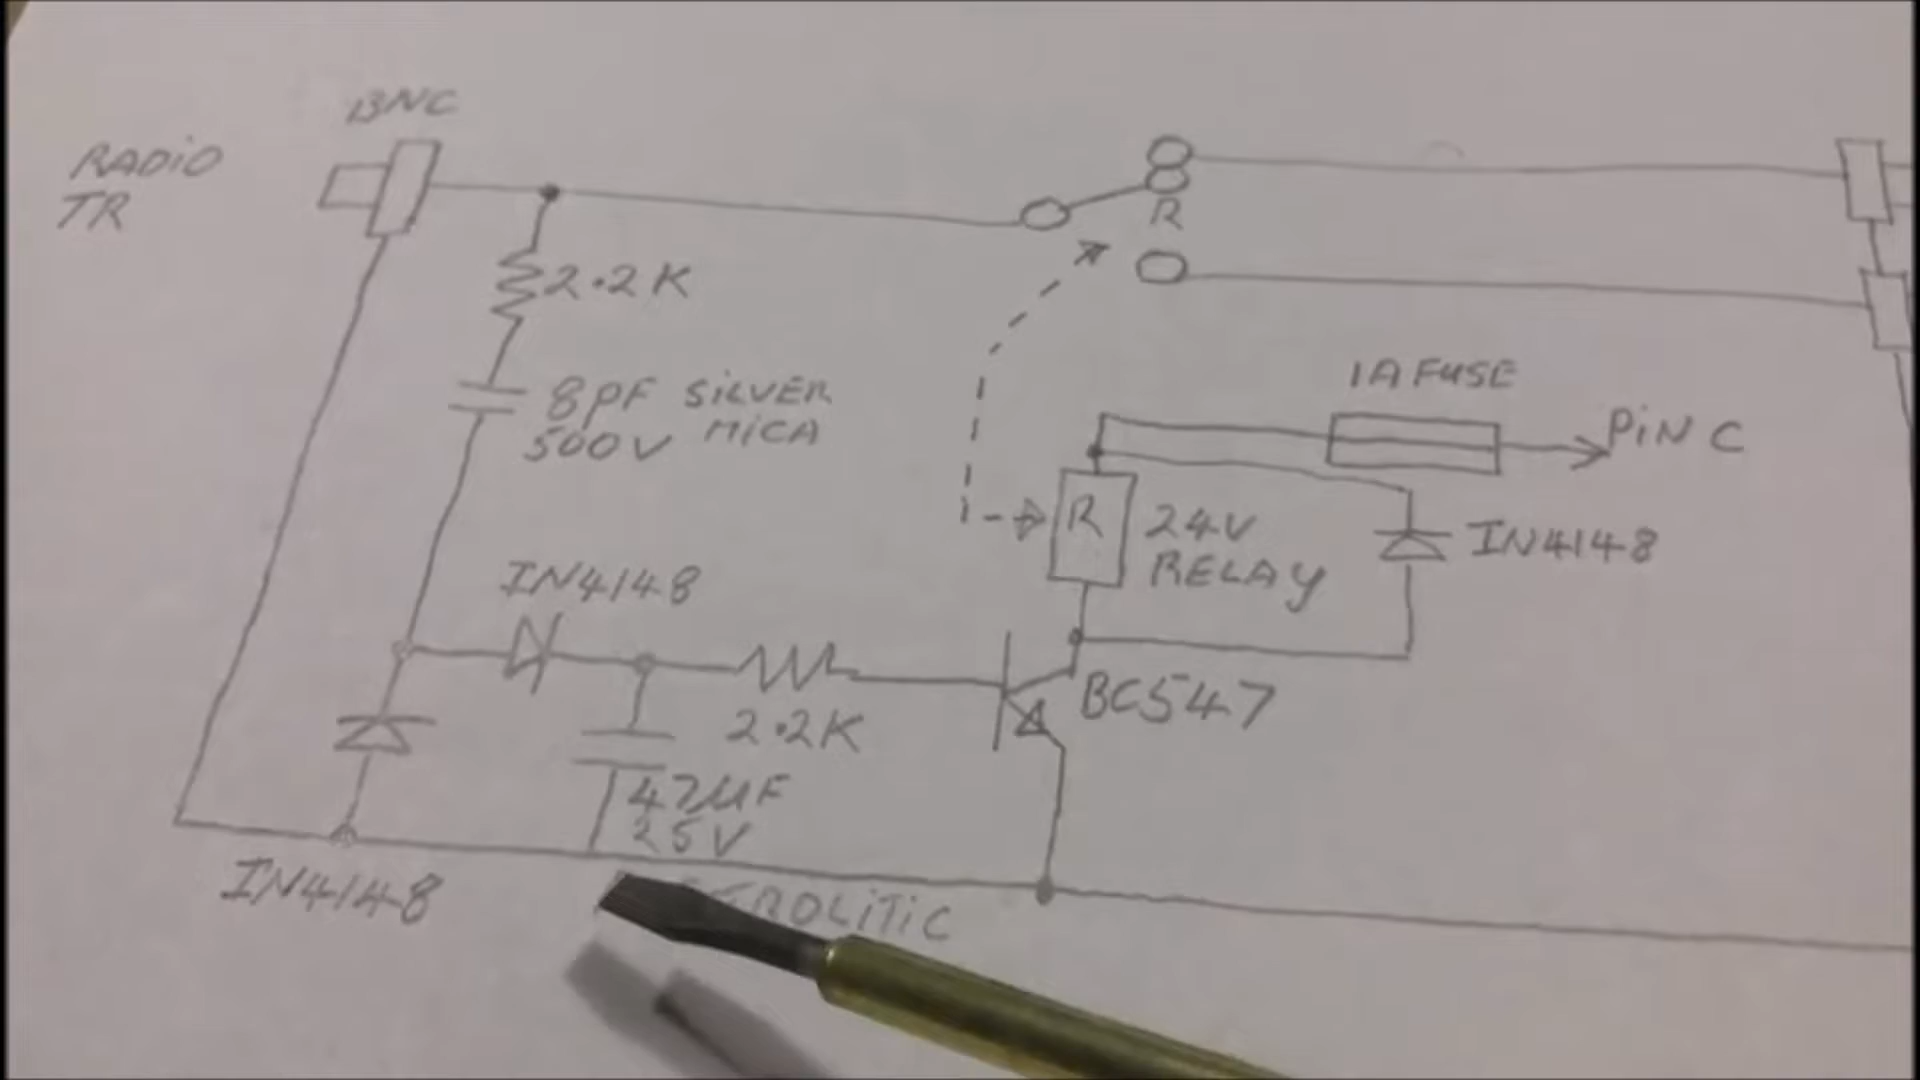 BNC
RADIO
TR
R
2.2K
8PF SILVER
500V MICA
1A FUSE
PIN C
R
24V
RELAY
IN4148
IN4148
BC547
2.2K
47µF
25V
IN4148